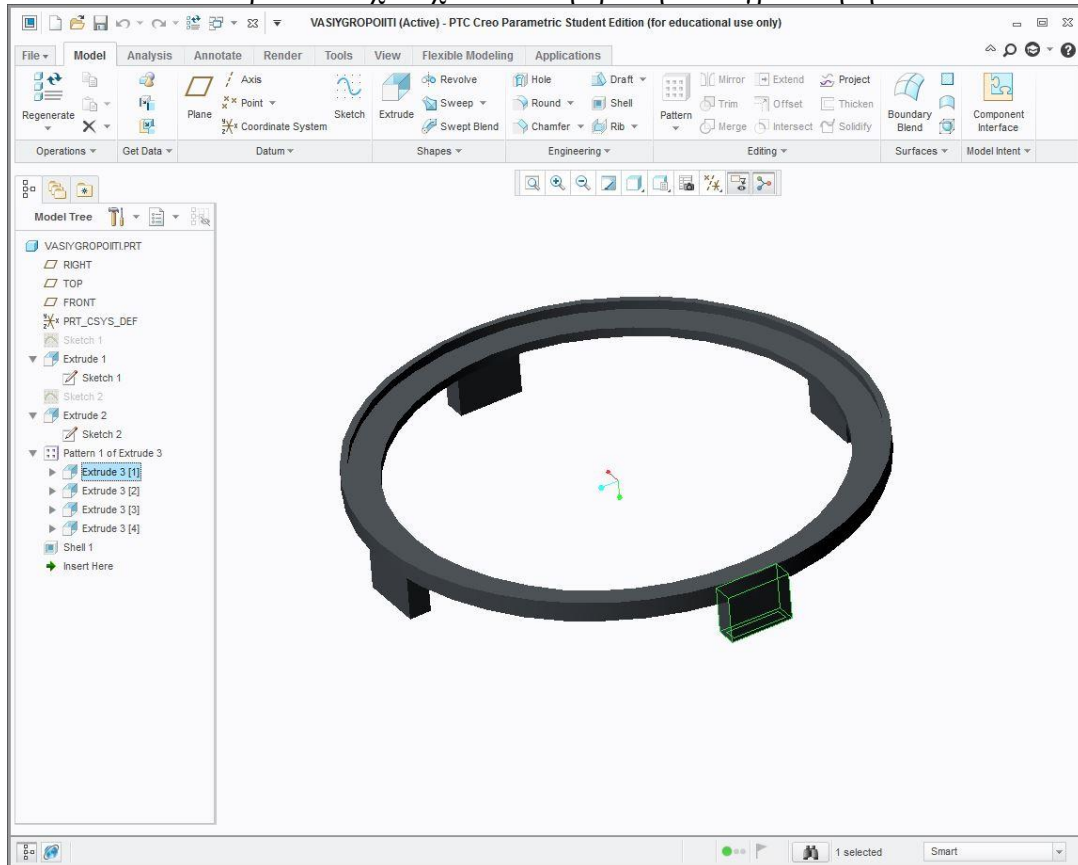 VASIYGROPOIITI (Active) - PTC Creo Parametric Student Edition (for educational use only)
File Model Analysis Annotate Render Tools View Flexible Modeling Applications
Regenerate
Plane
Axis
Point
Coordinate System
Sketch
Extrude
Revolve
Sweep
Swept Blend
Hole
Round
Chamfer
Draft
Shell
Rib
Pattern
Mirror
Trim
Merge
Extend
Offset
Intersect
Project
Thicken
Solidify
Boundary
Blend
Component
Interface
Operations Get Data Datum Shapes Engineering Editing Surfaces Model Intent
Model Tree
VASIYGROPOIITI.PRT
RIGHT
TOP
FRONT
PRT_CSYS_DEF
Sketch 1
Extrude 1
Sketch 1
Sketch 2
Extrude 2
Sketch 2
Pattern 1 of Extrude 3
Extrude 3 [1]
Extrude 3 [2]
Extrude 3 [3]
Extrude 3 [4]
Shell 1
Insert Here
1 selected
Smart